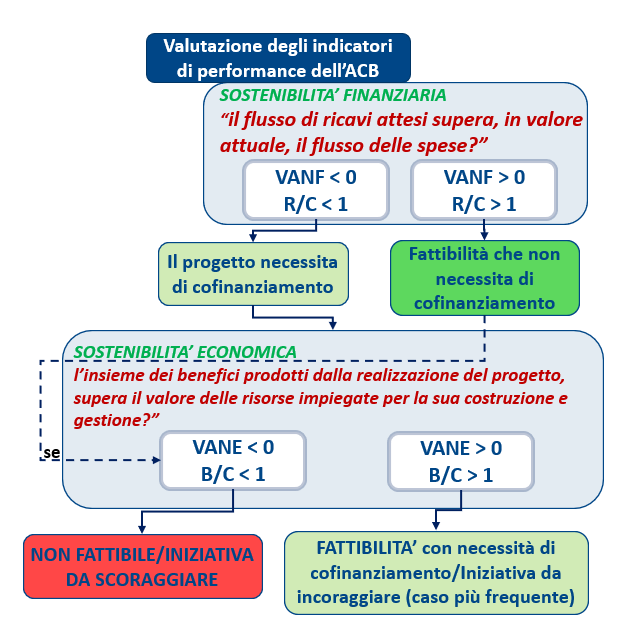 Valutazione degli indicatori
di performance dell'ACB
SOSTENIBILITA' FINANZIARIA
"il flusso di ricavi attesi supera, in valore
attuale, il flusso delle spese?"
VANF < 0
R/C < 1
VANF > 0
R/C > 1
Il progetto necessita
di cofinanziamento
Fattibilità che non
necessita di
cofinanziamento
SOSTENIBILITA' ECONOMICA
l'insieme dei benefici prodotti dalla realizzazione del progetto,
supera il valore delle risorse impiegate per la sua costruzione e
gestione?"
se
VANE < 0
B/C < 1
VANE > 0
B/C > 1
NON FATTIBILE/INIZIATIVA
DA SCORAGGIARE
FATTIBILITA' con necessità di
cofinanziamento/Iniziativa da
incoraggiare (caso più frequente)